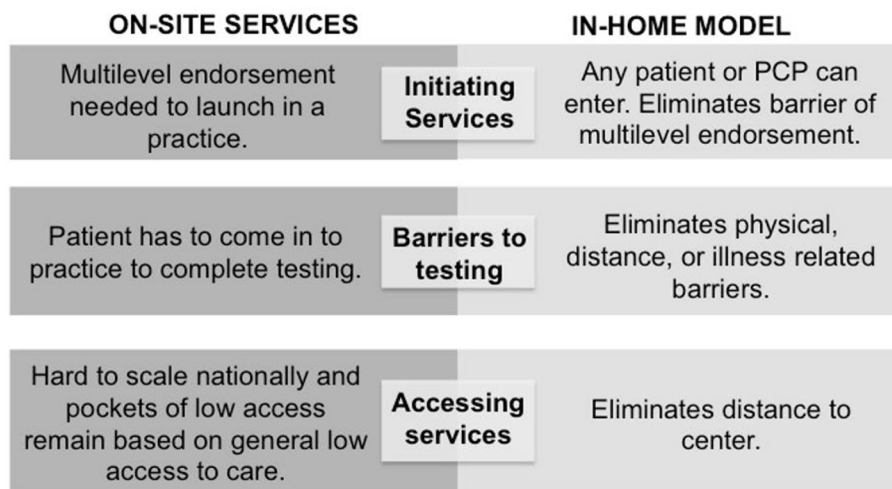 ON-SITE SERVICES
IN-HOME MODEL
Multilevel endorsement
needed to launch in a
practice.
Initiating
Services
Any patient or PCP can
enter. Eliminates barrier of
multilevel endorsement.
Patient has to come in to
practice to complete testing.
Barriers to
testing
Eliminates physical,
distance, or illness related
barriers.
Hard to scale nationally and
pockets of low access
remain based on general low
access to care.
Accessing
services
Eliminates distance to
center.